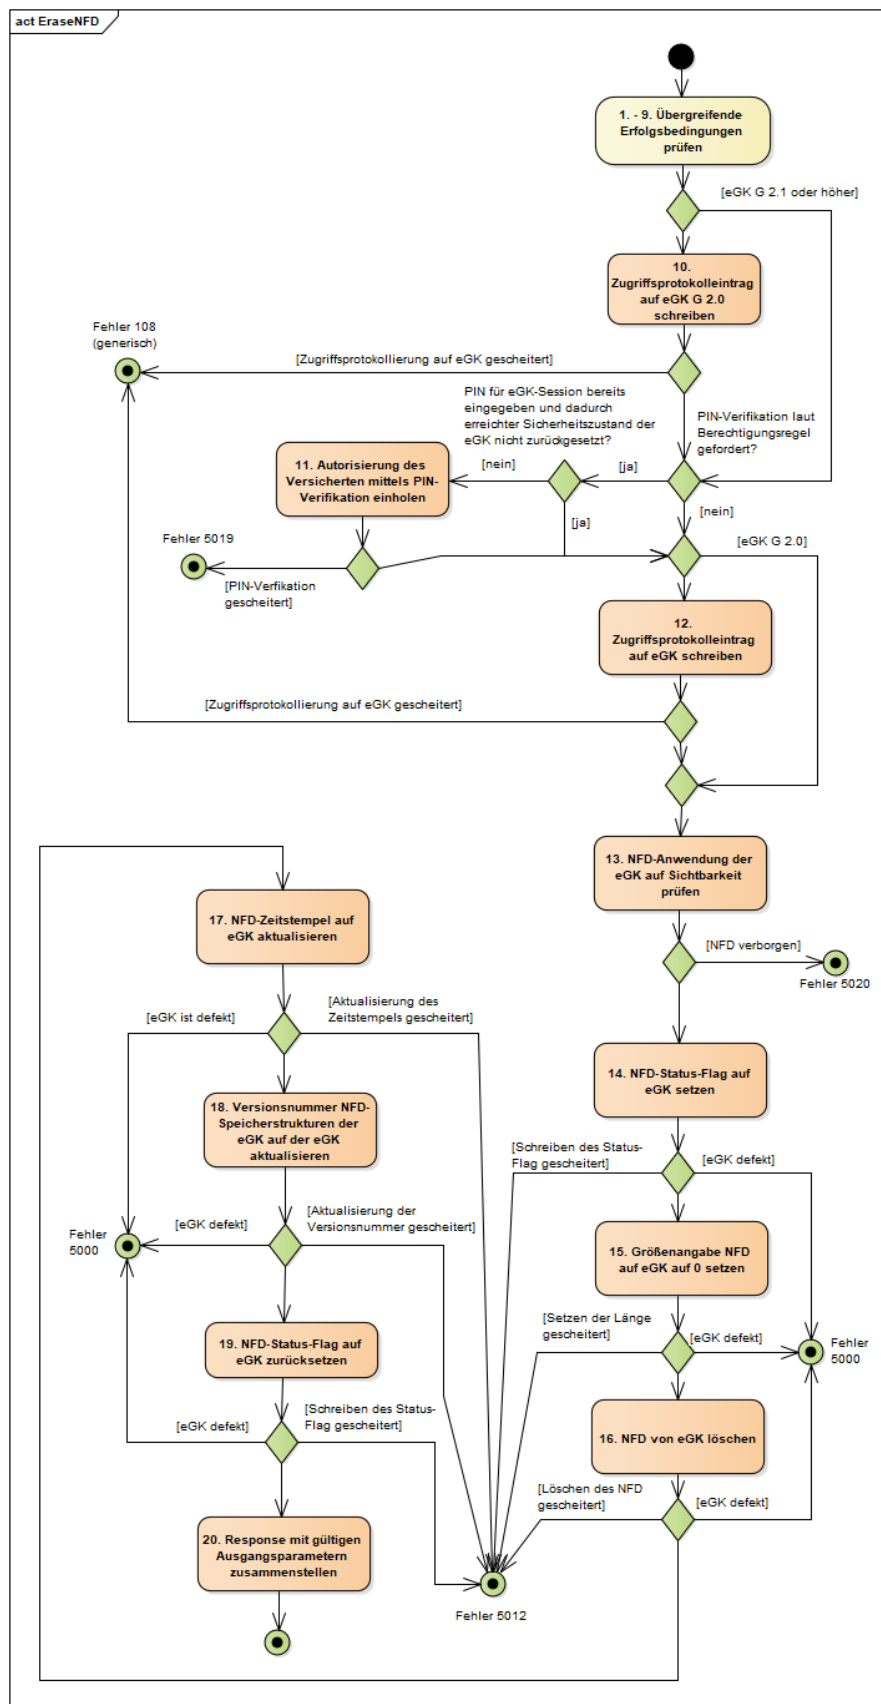 act EraseNFD
1. - 9. Übergreifende
Erfolgsbedingungen
prüfen
[eGK G 2.1 oder höher]
10.
Zugriffsprotokolleintrag
auf eGK G 2.0
schreiben
Fehler 108
(generisch)
[Zugriffsprotokollierung auf eGK gescheitert]
PIN für eGK-Session bereits
eingegeben und dadurch
erreichter Sicherheitszustand der
eGK nicht zurückgesetzt?
PIN-Verifikation laut
Berechtigungsregel
gefordert?
11. Autorisierung des
Versicherten mittels PIN-
Verifikation einholen
[nein]
[ja]
[ja]
[nein]
Fehler 5019
[eGK G 2.0]
[PIN-Verfikation
gescheitert]
12.
Zugriffsprotokolleintrag
auf eGK schreiben
[Zugriffsprotokollierung auf eGK gescheitert]
13. NFD-Anwendung der
eGK auf Sichtbarkeit
prüfen
[NFD verborgen]
Fehler 5020
14. NFD-Status-Flag auf
eGK setzen
[Schreiben des Status-
Flag gescheitert]
[eGK defekt]
15. Größenangabe NFD
auf eGK auf 0 setzen
[Setzen der Länge
gescheitert]
[eGK defekt]
Fehler
5000
16. NFD von eGK löschen
[Löschen des NFD
gescheitert]
[eGK defekt]
17. NFD-Zeitstempel auf
eGK aktualisieren
[eGK ist defekt]
[Aktualisierung des
Zeitstempels gescheitert]
18. Versionsnummer NFD-
Speicherstrukturen der
eGK auf der eGK
aktualisieren
[eGK defekt]
[Aktualisierung der
Versionsnummer gescheitert]
Fehler
5000
19. NFD-Status-Flag auf
eGK zurücksetzen
[eGK defekt]
[Schreiben des Status-
Flag gescheitert]
20. Response mit gültigen
Ausgangsparametern
zusammenstellen
Fehler 5012